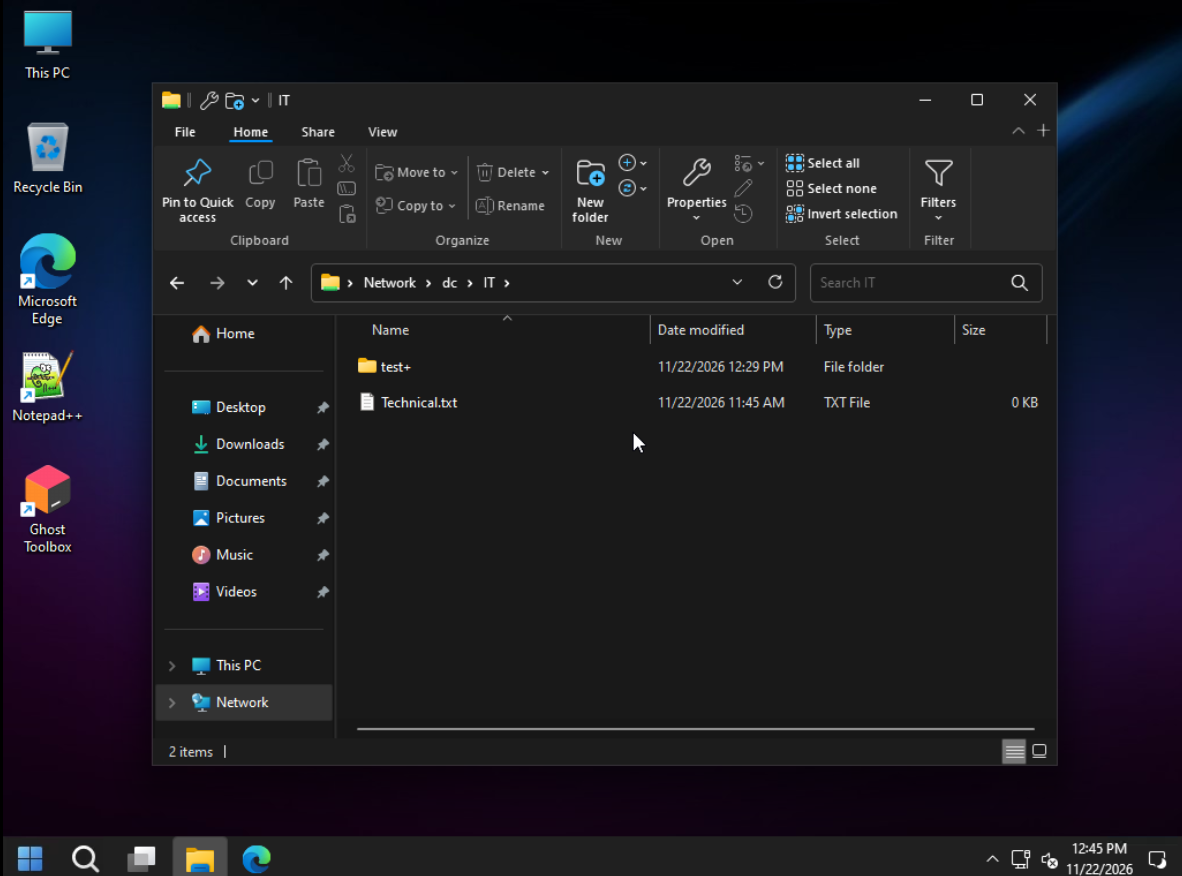 This PC
Recycle Bin
Microsoft
Edge
Notepad++
Ghost
Toolbox
IT
File Home Share View
Pin to Quick
access
Copy
Paste
Clipboard
Move to
Copy to
Delete
Rename
Organize
New
folder
New
Properties
Open
Select all
Select none
Invert selection
Select
Filters
Filter
Network dc IT
Search IT
Home
Desktop
Downloads
Documents
Pictures
Music
Videos
This PC
Network
Name Date modified Type Size
test+ 11/22/2026 12:29 PM File folder
Technical.txt 11/22/2026 11:45 AM TXT File 0 KB
2 items
12:45 PM
11/22/2026